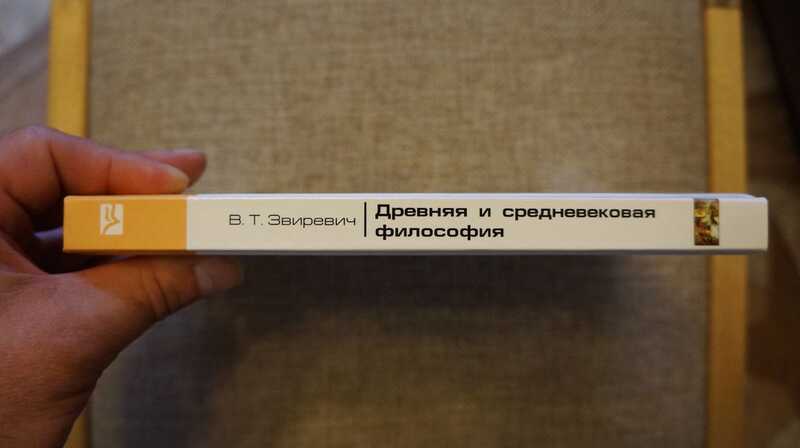 В. Т. Звиревич
Древняя и средневековая
философия